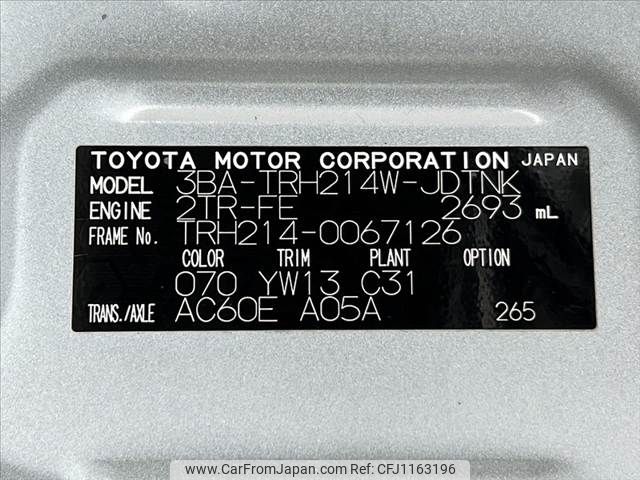 TOYOTA MOTOR CORPORATION JAPAN
MODEL 3BA-TRH214W-JDTNK
ENGINE 2TR-FE 2693 mL
FRAME No. TRH214-0067126
COLOR TRIM PLANT OPTION
070 YW13 C31
TRANS./AXLE AC60E A05A 265
www.CarFromJapan.com - CFJ1163196